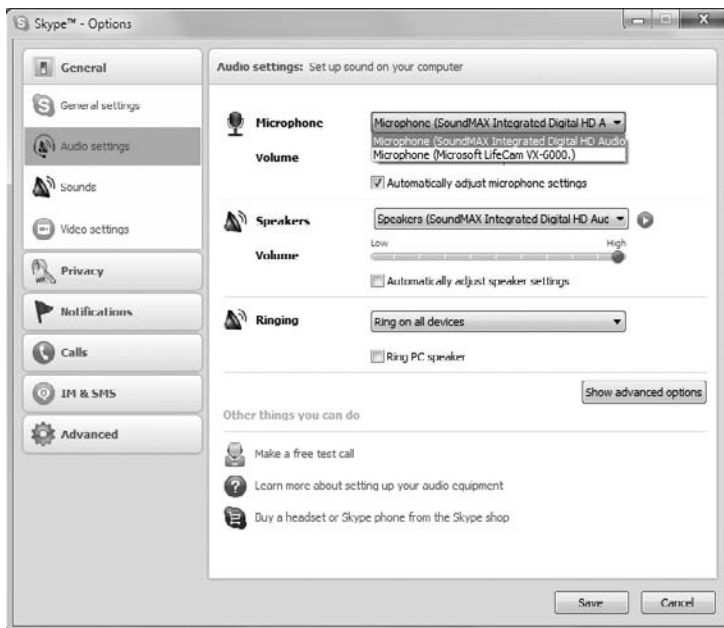 Skype™ - Options
General
General settings
Audio settings
Sounds
Video settings
Privacy
Notifications
Calls
IM & SMS
Advanced
Audio settings: Set up sound on your computer
Microphone
Microphone (SoundMAX Integrated Digital HD A
Microphone (SoundMAX Integrated Digital HD Audio
Microphone (Microsoft LifeCam VX-6000.)
Volume
Automatically adjust microphone settings
Speakers
Speakers (SoundMAX Integrated Digital HD Auc
Volume
Low High
Automatically adjust speaker settings
Ringing
Ring on all devices
Ring PC speaker
Show advanced options
Other things you can do
Make a free test call
Learn more about setting up your audio equipment
Buy a headset or Skype phone from the Skype shop
Save Cancel